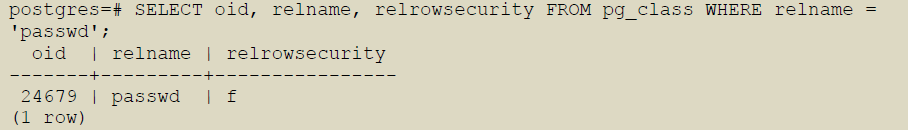 postgres=# SELECT oid, relname, relrowsecurity FROM pg_class WHERE relname =
'passwd';
  oid  | relname | relrowsecurity
-------+---------+----------------
 24679 | passwd  | f
(1 row)